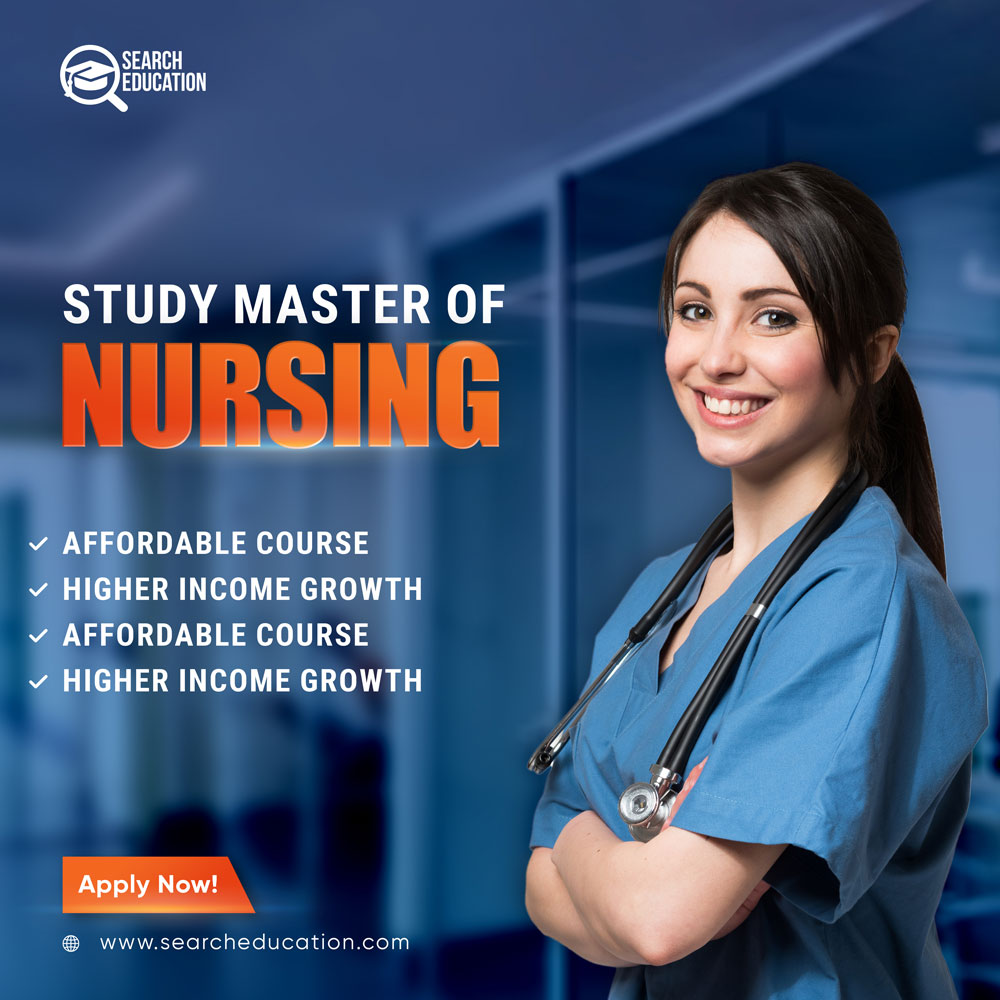 SEARCH
EDUCATION
STUDY MASTER OF
NURSING
AFFORDABLE COURSE
HIGHER INCOME GROWTH
AFFORDABLE COURSE
HIGHER INCOME GROWTH
Apply Now!
www.searcheducation.com